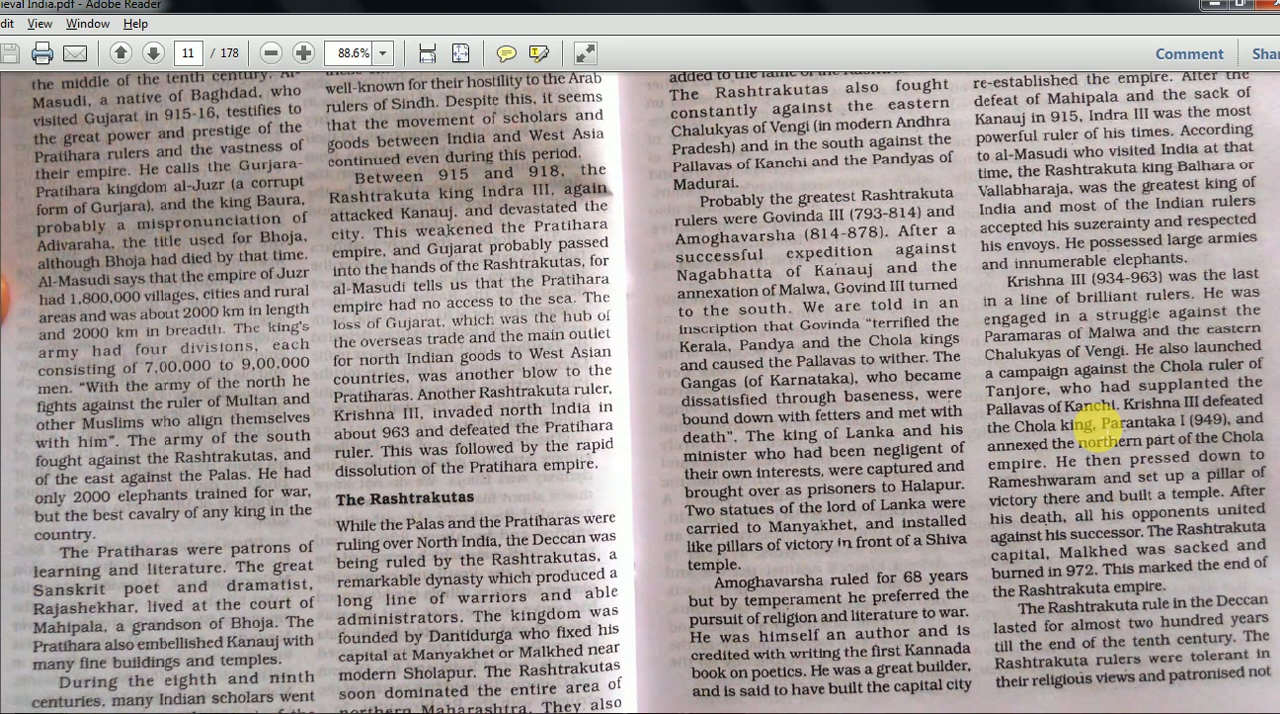 ieval India.pdf - Adobe Reader
dit View Window Help
11 / 178
88.6%
Comment
Shar
the middle of the tenth century. Al-
Masudi, a native of Baghdad, who
visited Gujarat in 915-16, testifies to
the great power and prestige of the
Pratihara rulers and the vastness of
their empire. He calls the Gurjara-
Pratihara kingdom al-Juzr (a corrupt
form of Gurjara), and the king Baura,
probably a mispronunciation of
Adivaraha, the title used for Bhoja,
although Bhoja had died by that time.
Al-Masudi says that the empire of Juzr
had 1,800,000 villages, cities and rural
areas and was about 2000 km in length
and 2000 km in breadth. The king's
army had four divisions, each
consisting of 7,00,000 to 9,00,000
men. “With the army of the north he
fights against the ruler of Multan and
other Muslims who align themselves
with him”. The army of the south
fought against the Rashtrakutas, and
of the east against the Palas. He had
only 2000 elephants trained for war,
but the best cavalry of any king in the
country.
The Pratiharas were patrons of
learning and literature. The great
Sanskrit poet and dramatist,
Rajashekhar, lived at the court of
Mahipala, a grandson of Bhoja. The
Pratihara also embellished Kanauj with
many fine buildings and temples.
During the eighth and ninth
centuries, many Indian scholars went
well-known for their hostility to the Arab
rulers of Sindh. Despite this, it seems
that the movement of scholars and
goods between India and West Asia
continued even during this period.
Between 915 and 918, the
Rashtrakuta king Indra III, again
attacked Kanauj, and devastated the
city. This weakened the Pratihara
empire, and Gujarat probably passed
into the hands of the Rashtrakutas, for
al-Masudi tells us that the Pratihara
empire had no access to the sea. The
loss of Gujarat, which was the hub of
the overseas trade and the main outlet
for north Indian goods to West Asian
countries, was another blow to the
Pratiharas. Another Rashtrakuta ruler,
Krishna III, invaded north India in
about 963 and defeated the Pratihara
ruler. This was followed by the rapid
dissolution of the Pratihara empire.
The Rashtrakutas
While the Palas and the Pratiharas were
ruling over North India, the Deccan was
being ruled by the Rashtrakutas, a
remarkable dynasty which produced a
long line of warriors and able
administrators. The kingdom was
founded by Dantidurga who fixed his
capital at Manyakhet or Malkhed near
modern Sholapur. The Rashtrakutas
soon dominated the entire area of
northern Maharashtra. They also
added to the fame of the
The Rashtrakutas also fought
constantly against the eastern
Chalukyas of Vengi (in modern Andhra
Pradesh) and in the south against the
Pallavas of Kanchi and the Pandyas of
Madurai.
Probably the greatest Rashtrakuta
rulers were Govinda III (793-814) and
Amoghavarsha (814-878). After a
successful expedition against
Nagabhatta of Kanauj and the
annexation of Malwa, Govind III turned
to the south. We are told in an
inscription that Govinda “terrified the
Kerala, Pandya and the Chola kings
and caused the Pallavas to wither. The
Gangas (of Karnataka), who became
dissatisfied through baseness, were
bound down with fetters and met with
death”. The king of Lanka and his
minister who had been negligent of
their own interests, were captured and
brought over as prisoners to Halapur.
Two statues of the lord of Lanka were
carried to Manyakhet, and installed
like pillars of victory in front of a Shiva
temple.
Amoghavarsha ruled for 68 years
but by temperament he preferred the
pursuit of religion and literature to war.
He was himself an author and is
credited with writing the first Kannada
book on poetics. He was a great builder,
and is said to have built the capital city
re-established the empire. After the
defeat of Mahipala and the sack of
Kanauj in 915, Indra III was the most
powerful ruler of his times. According
to al-Masudi who visited India at that
time, the Rashtrakuta king Balhara or
Vallabharaja, was the greatest king of
India and most of the Indian rulers
accepted his suzerainty and respected
his envoys. He possessed large armies
and innumerable elephants.
Krishna III (934-963) was the last
in a line of brilliant rulers. He was
engaged in a struggle against the
Paramaras of Malwa and the eastern
Chalukyas of Vengi. He also launched
a campaign against the Chola ruler of
Tanjore, who had supplanted the
Pallavas of Kanchi. Krishna III defeated
the Chola king, Parantaka I (949), and
annexed the northern part of the Chola
empire. He then pressed down to
Rameshwaram and set up a pillar of
victory there and built a temple. After
his death, all his opponents united
against his successor. The Rashtrakuta
capital, Malkhed was sacked and
burned in 972. This marked the end of
the Rashtrakuta empire.
The Rashtrakuta rule in the Deccan
lasted for almost two hundred years
till the end of the tenth century. The
Rashtrakuta rulers were tolerant in
their religious views and patronised not